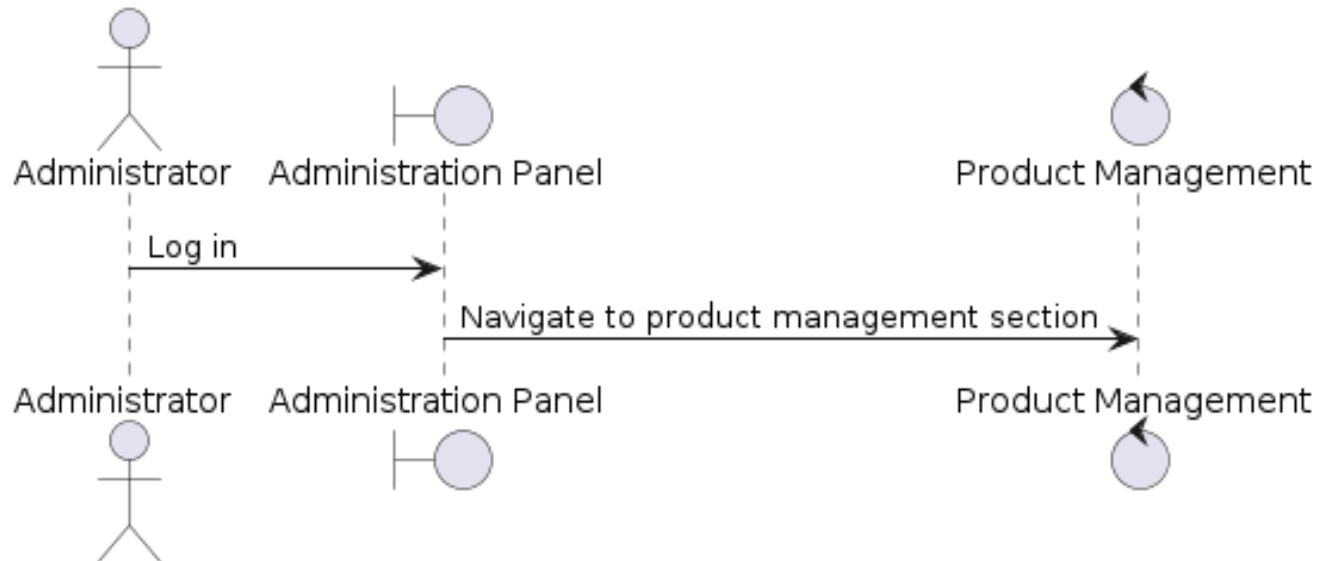 Administrator Administration Panel Product Management
Log in
Navigate to product management section
Administrator Administration Panel Product Management